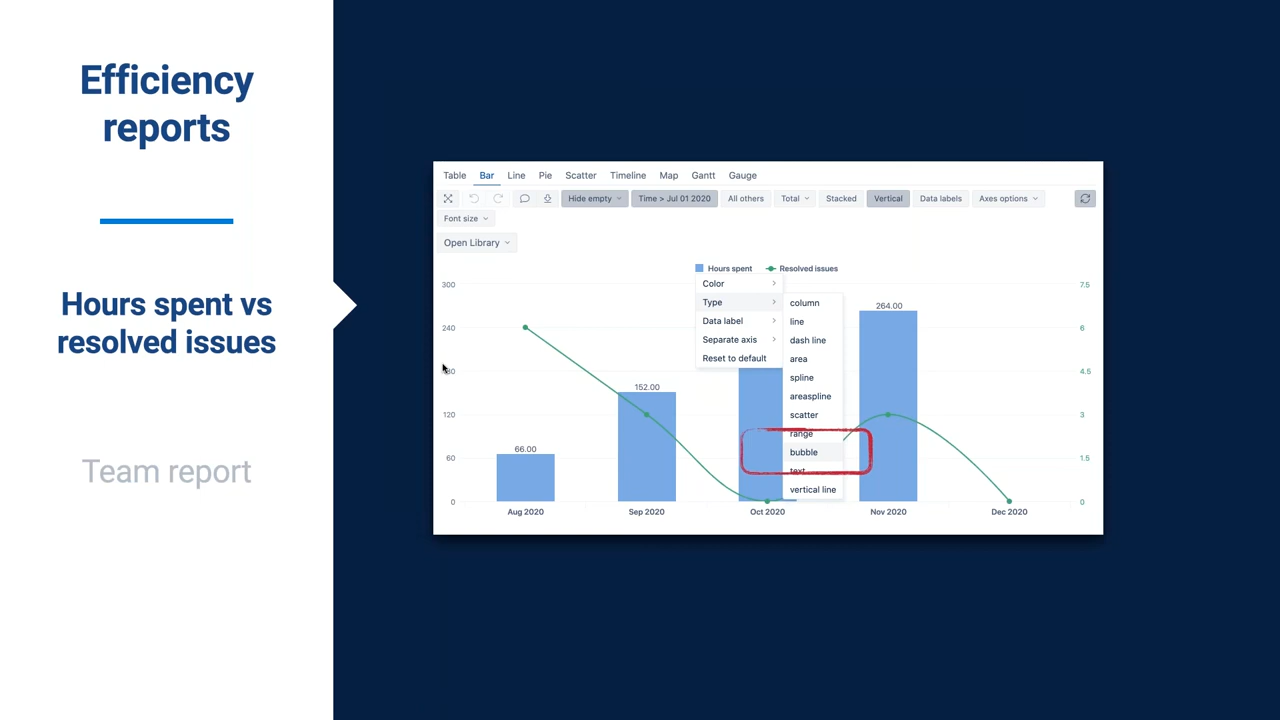 Efficiency
reports
Hours spent vs
resolved issues
Team report
Table Bar Line Pie Scatter Timeline Map Gantt Gauge
Hide empty Time > Jul 01 2020 All others Total Stacked Vertical Data labels Axes options
Font size
Open Library
Hours spent Resolved issues
Color
Type
Data label
Separate axis
Reset to default
column
line
dash line
area
spline
areaspline
scatter
range
bubble
text
vertical line
300
240
120
60
0
66.00
152.00
264.00
7.5
6
4.5
3
1.5
0
Aug 2020 Sep 2020 Oct 2020 Nov 2020 Dec 2020